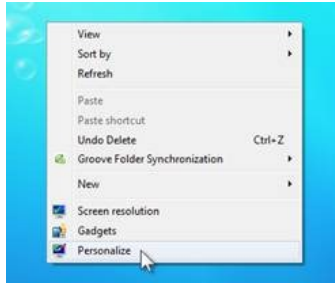 View
Sort by
Refresh
Paste
Paste shortcut
Undo Delete Ctrl+Z
Groove Folder Synchronization
New
Screen resolution
Gadgets
Personalize